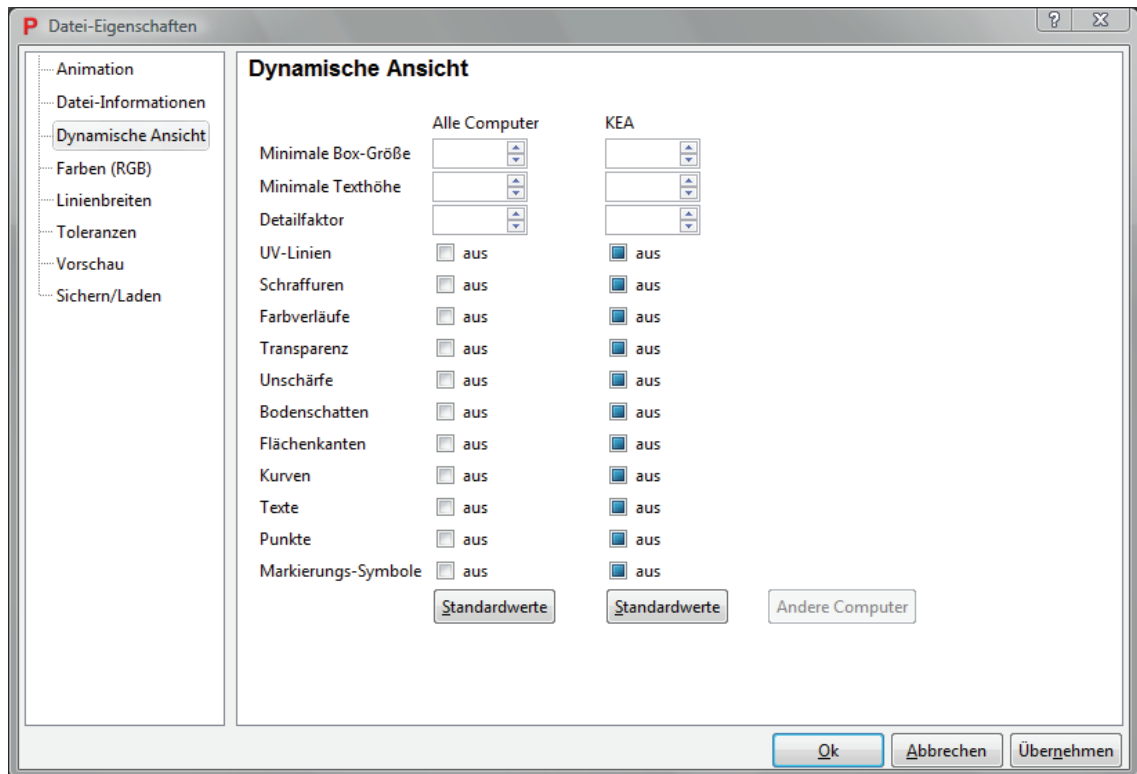 P Datei-Eigenschaften
Animation
Datei-Informationen
Dynamische Ansicht
Farben (RGB)
Linienbreiten
Toleranzen
Vorschau
Sichern/Laden
Dynamische Ansicht
Alle Computer KEA
Minimale Box-Größe
Minimale Texthöhe
Detailfaktor
UV-Linien aus aus
Schraffuren aus aus
Farbverläufe aus aus
Transparenz aus aus
Unschärfe aus aus
Bodenschatten aus aus
Flächenkanten aus aus
Kurven aus aus
Texte aus aus
Punkte aus aus
Markierungs-Symbole aus aus
Standardwerte Standardwerte Andere Computer
Ok Abbrechen Übernehmen